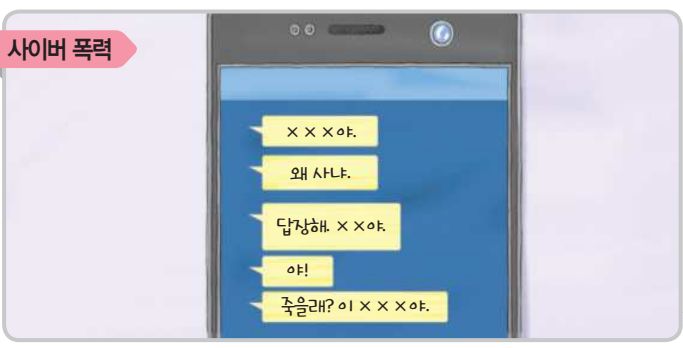 사이버 폭력
×××야.
왜 사냐.
답장해. ××야.
야!
죽을래? 이 ×××야.